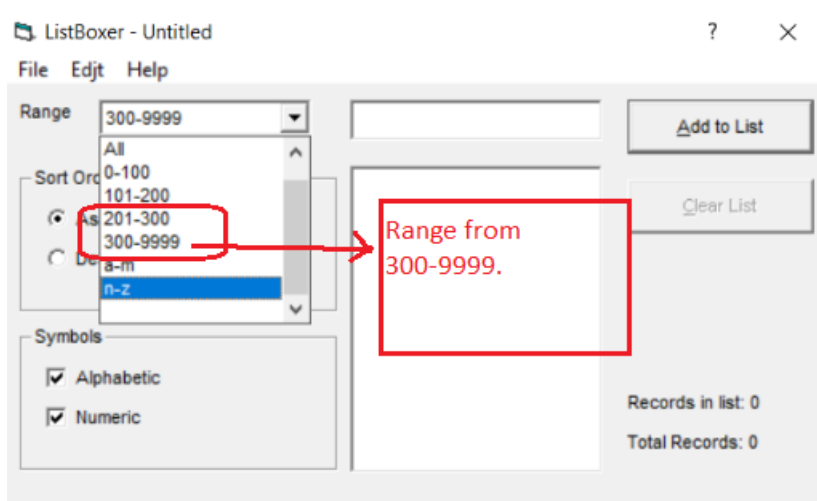 ListBoxer - Untitled
?
File Edjt Help
Range
300-9999
Add to List
All
0-100
101-200
201-300
300-9999
a-m
n-z
Sort Ord
As
De
Clear List
Range from
300-9999.
Symbols
Alphabetic
Numeric
Records in list: 0
Total Records: 0